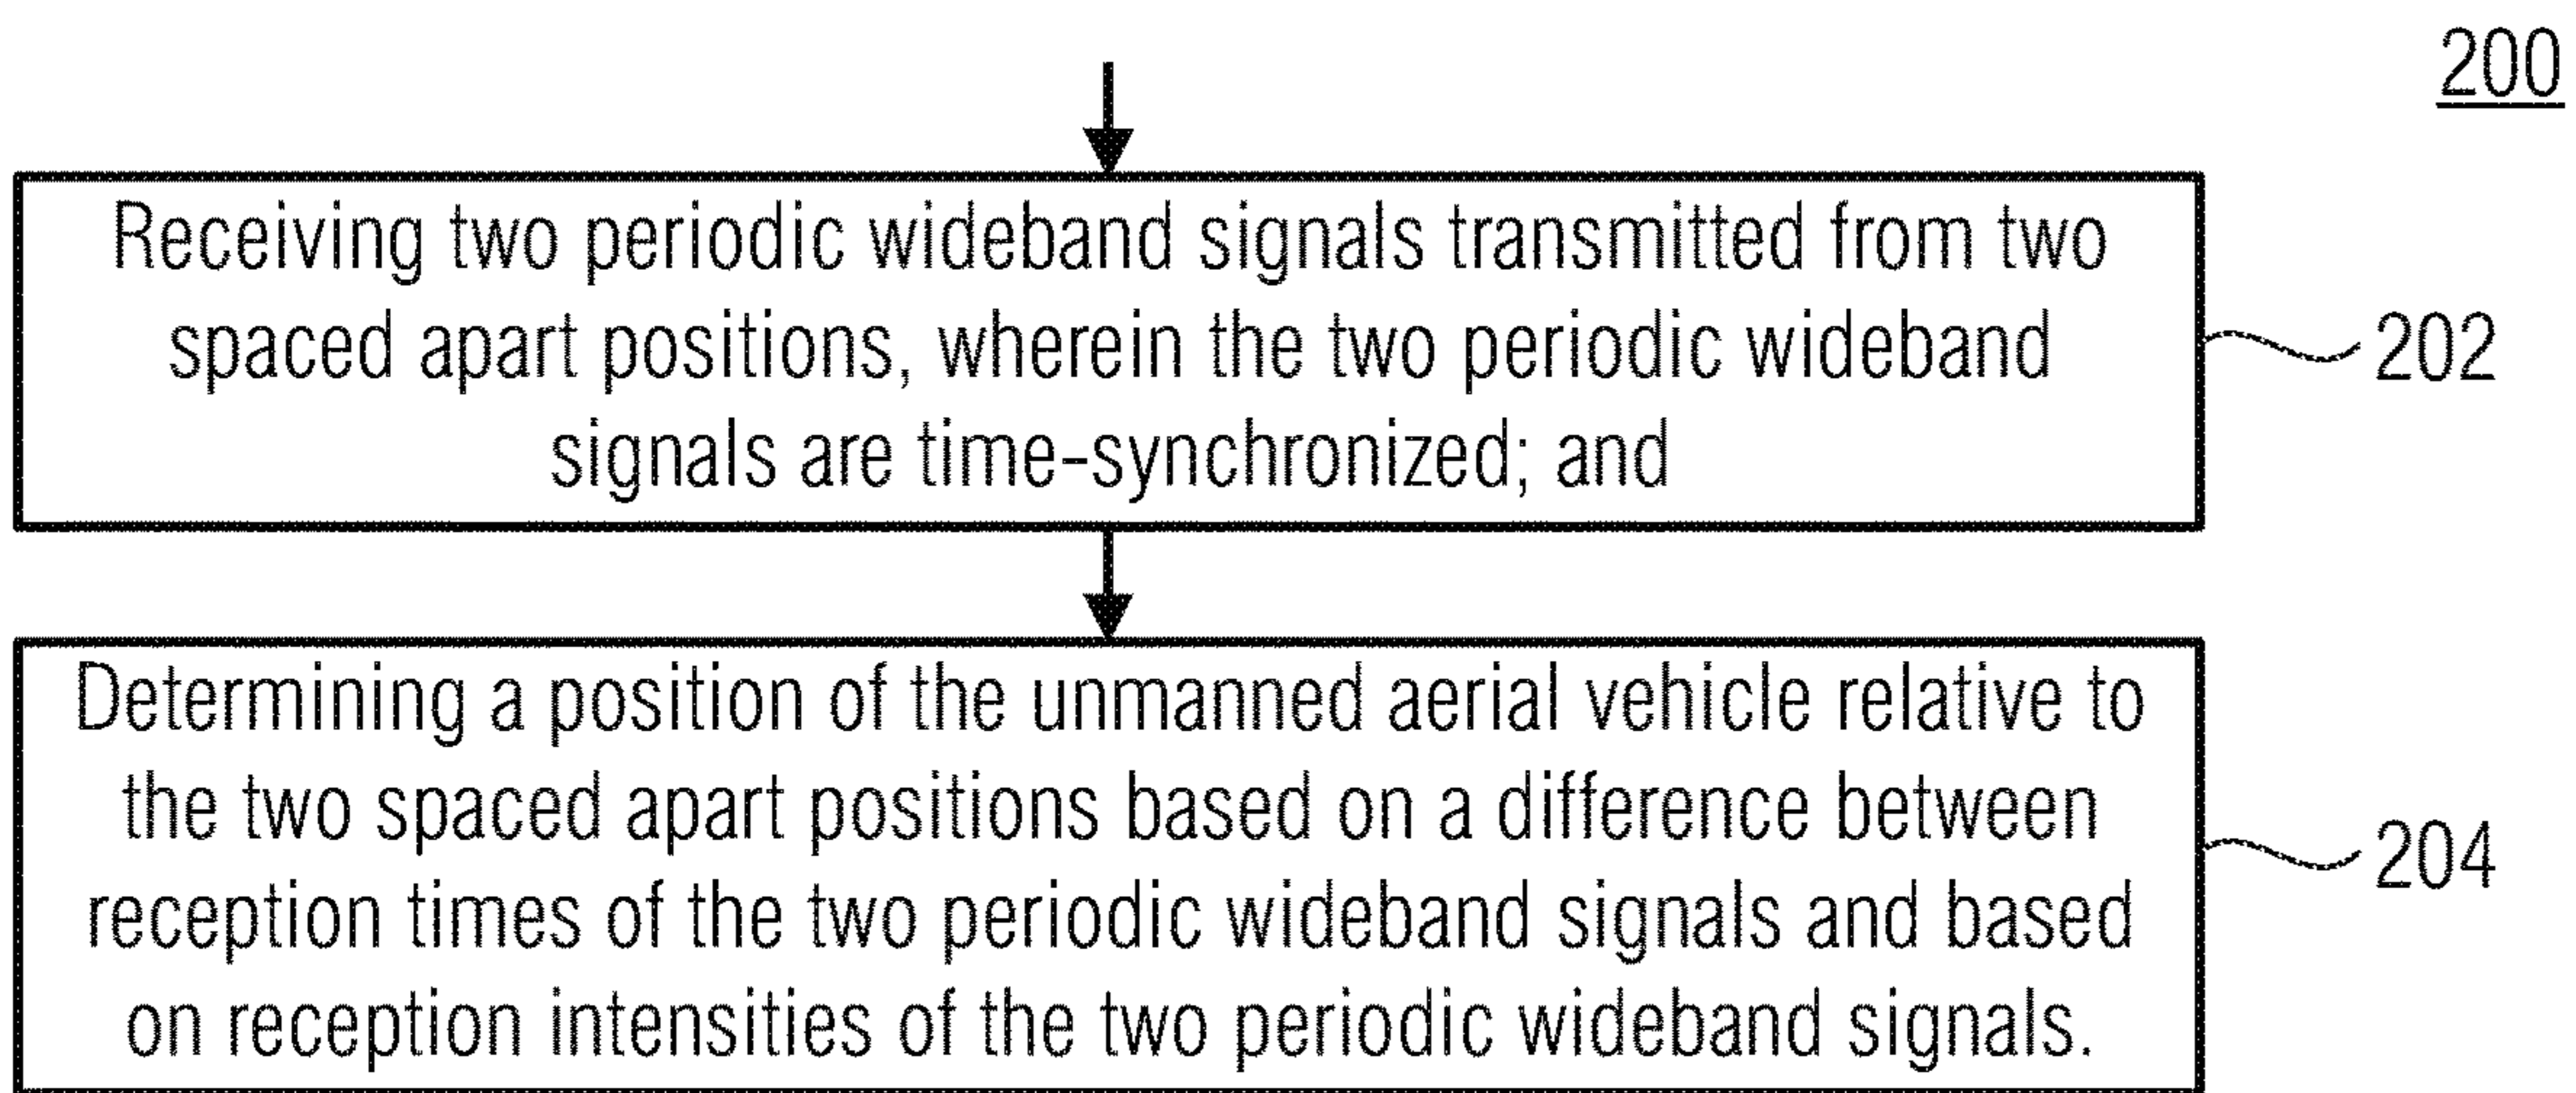 200
Receiving two periodic wideband signals transmitted from two
spaced apart positions, wherein the two periodic wideband
signals are time-synchronized; and
202
Determining a position of the unmanned aerial vehicle relative to
the two spaced apart positions based on a difference between
reception times of the two periodic wideband signals and based
on reception intensities of the two periodic wideband signals.
204